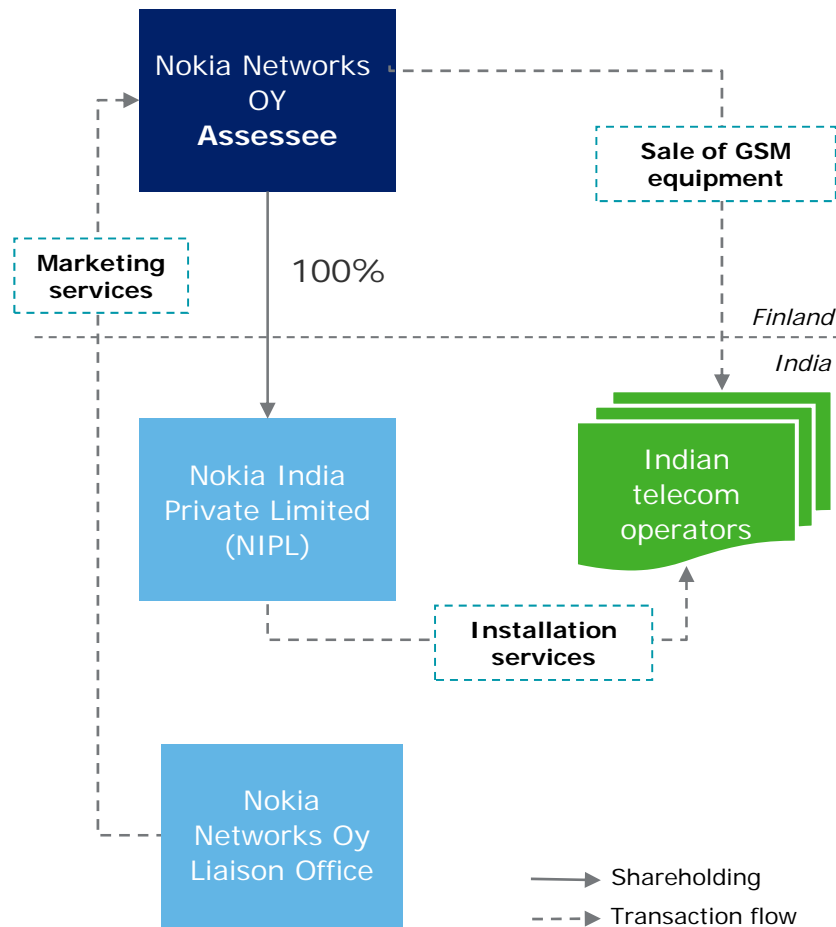 Nokia Networks
OY
Assessee
Sale of GSM
equipment
Marketing
services
100%
Finland
India
Nokia India
Private Limited
(NIPL)
Indian
telecom
operators
Installation
services
Nokia
Networks Oy
Liaison Office
Shareholding
Transaction flow